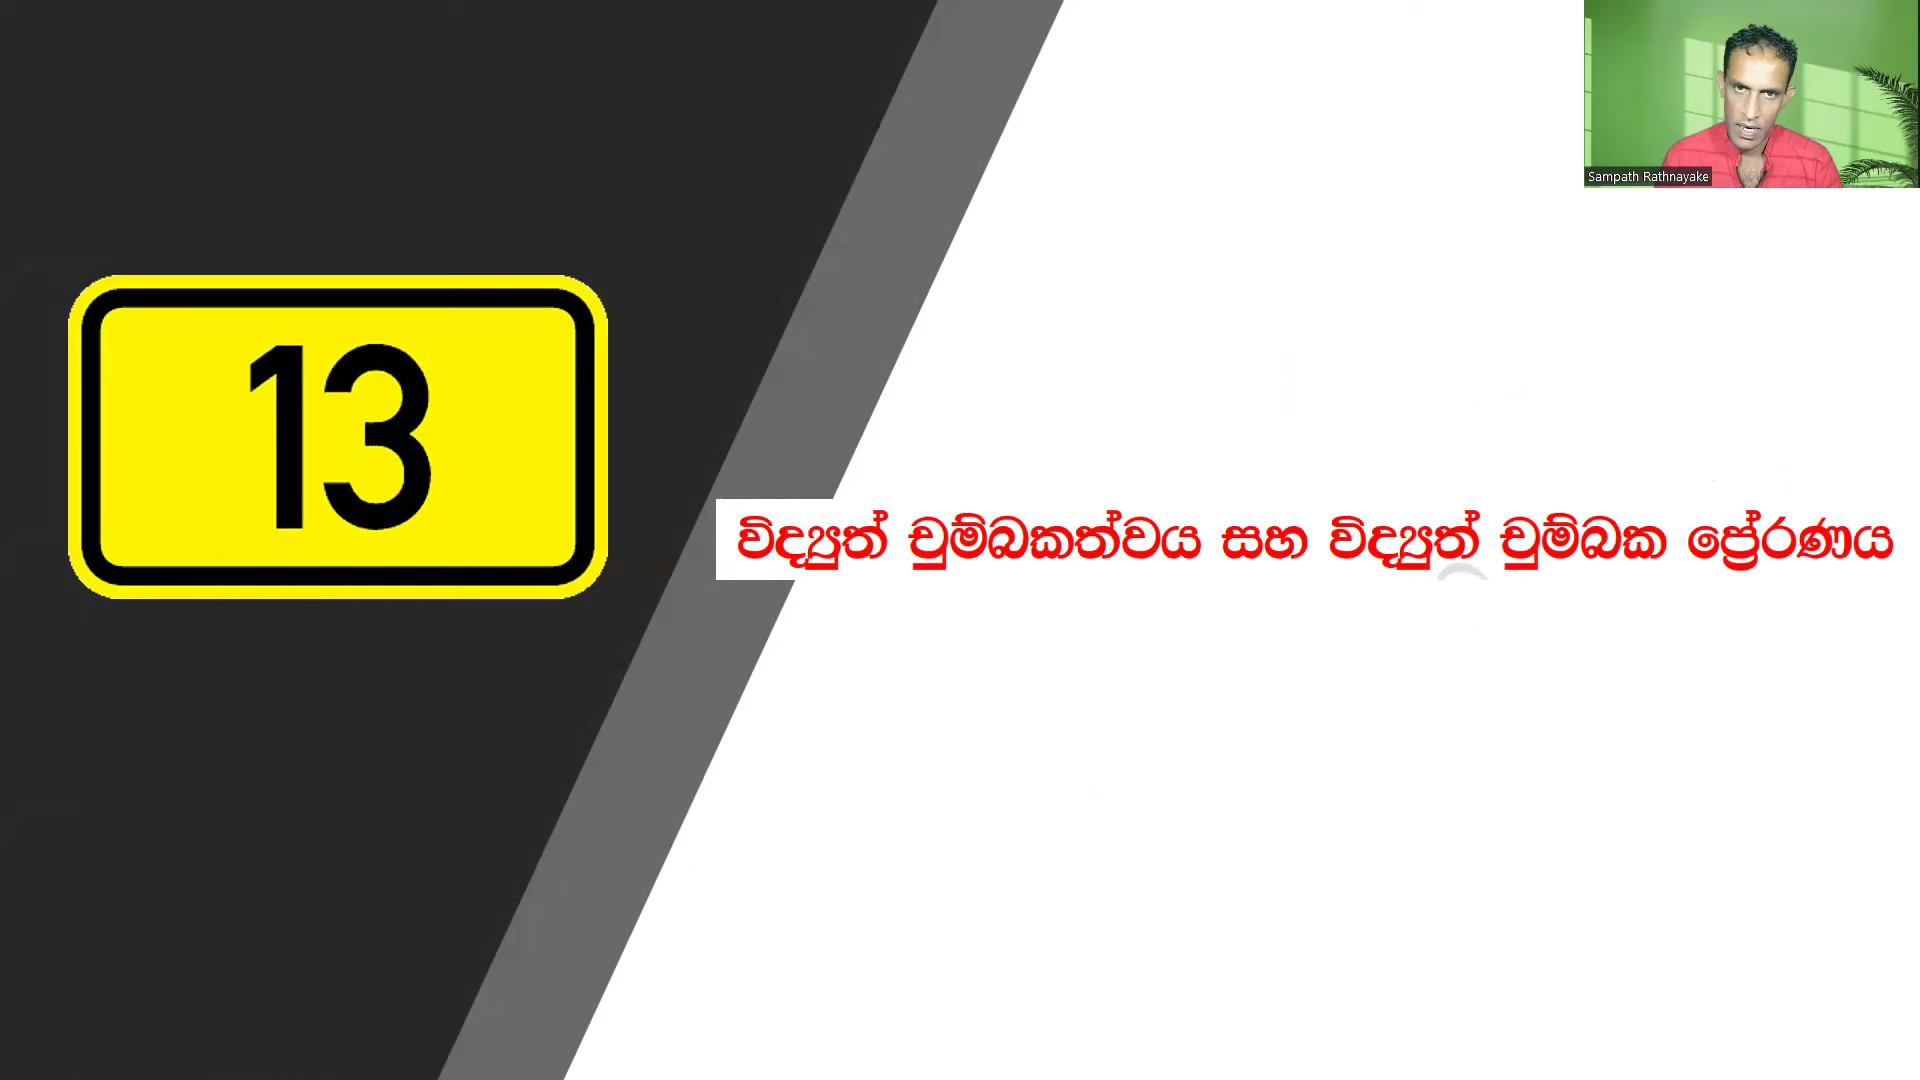 Sampath Rathnayake
13
විද්‍යුත් චුම්බකත්වය සහ විද්‍යුත් චුම්බක ප්‍රේරණය